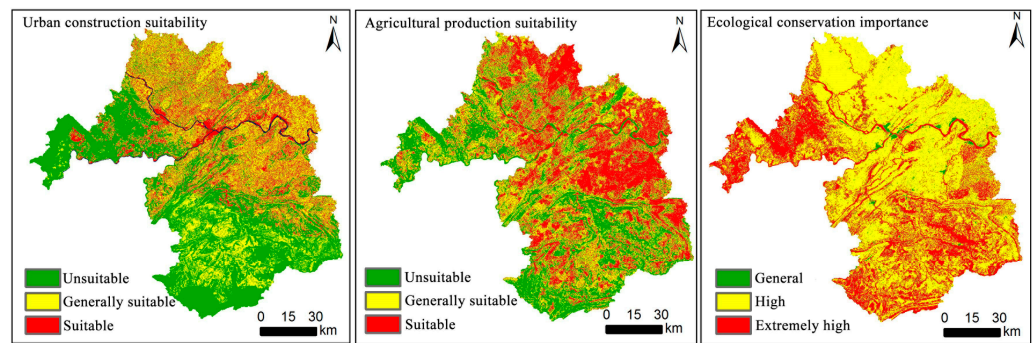 Urban construction suitability
N
Unsuitable
Generally suitable
Suitable
0 15 30
km
Agricultural production suitability
N
Unsuitable
Generally suitable
Suitable
0 15 30
km
Ecological conservation importance
N
General
High
Extremely high
0 15 30
km